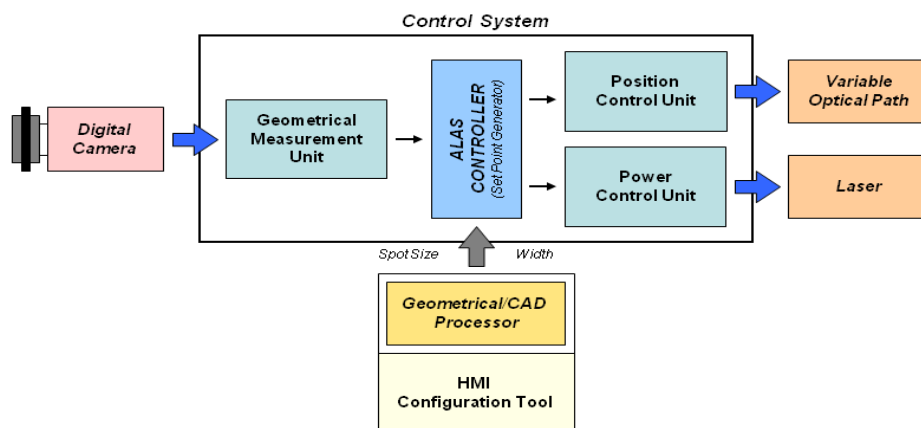 Control System
Digital
Camera
Geometrical
Measurement
Unit
ALAS
CONTROLLER
(Set Point Generator)
Position
Control Unit
Power
Control Unit
Variable
Optical Path
Laser
Spot Size
Width
Geometrical/CAD
Processor
HMI
Configuration Tool